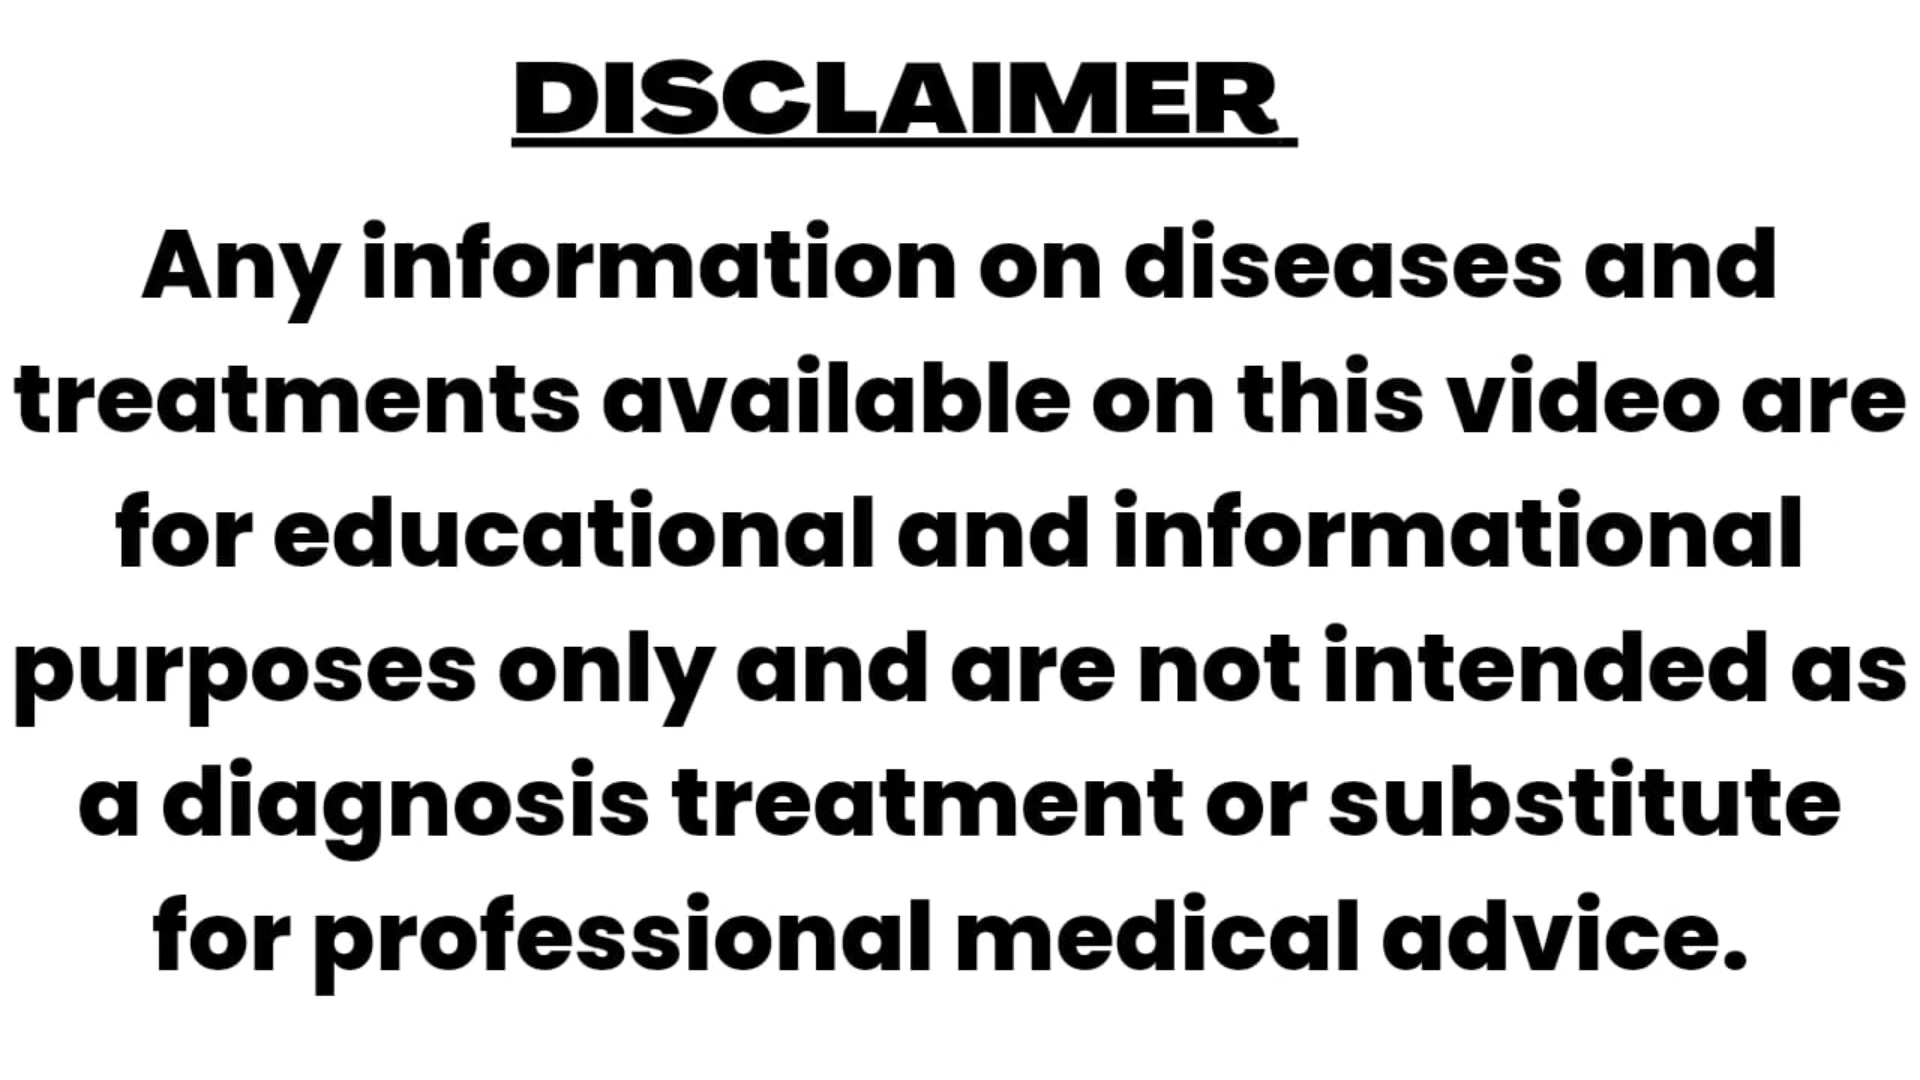 DISCLAIMER
Any information on diseases and
treatments available on this video are
for educational and informational
purposes only and are not intended as
a diagnosis treatment or substitute
for professional medical advice.